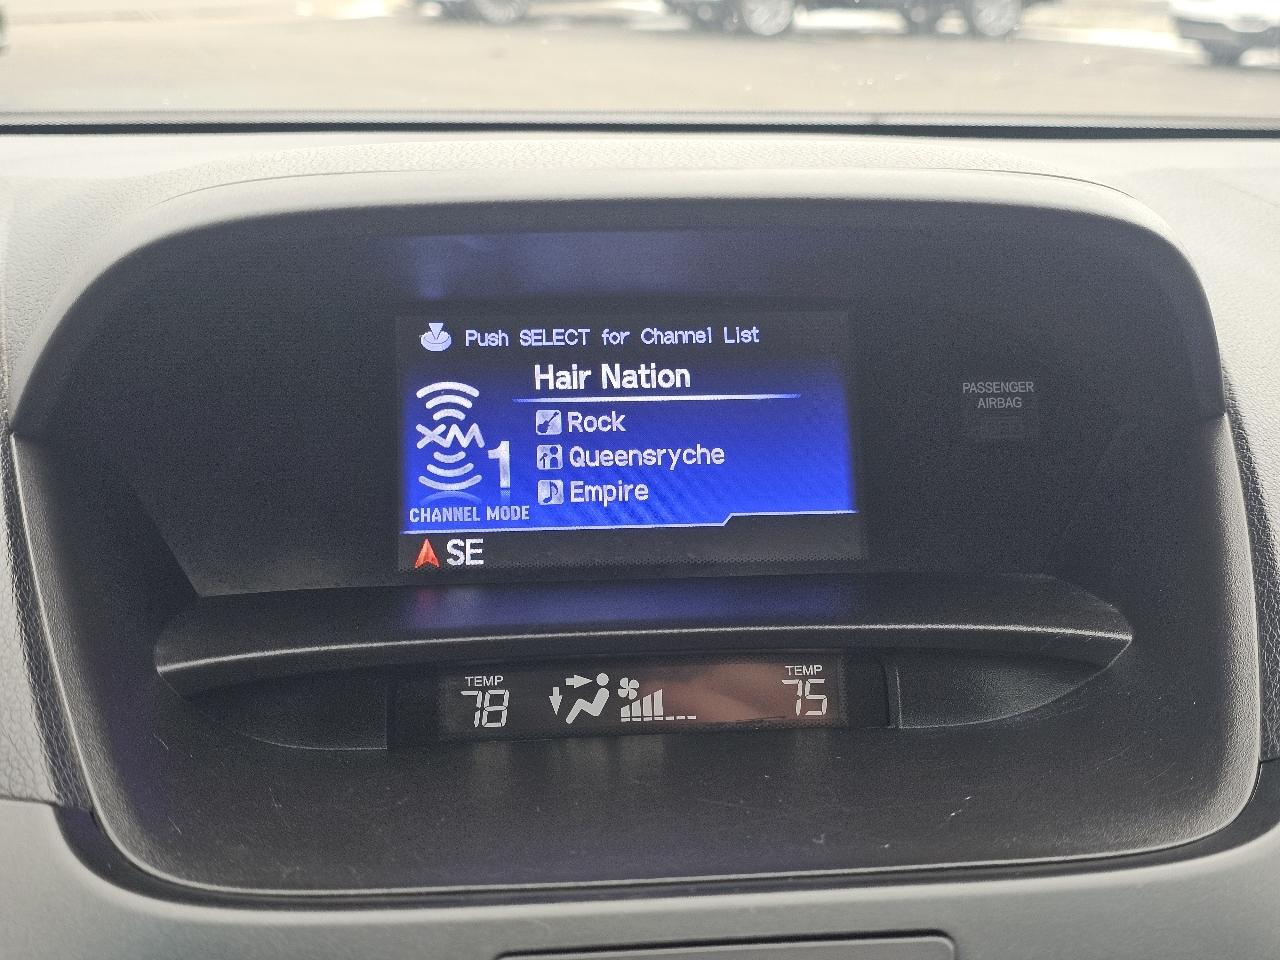 Push SELECT for Channel List
Hair Nation
XM 1
Rock
Queensryche
Empire
CHANNEL MODE
SE
PASSENGER
AIRBAG
TEMP
78
TEMP
75